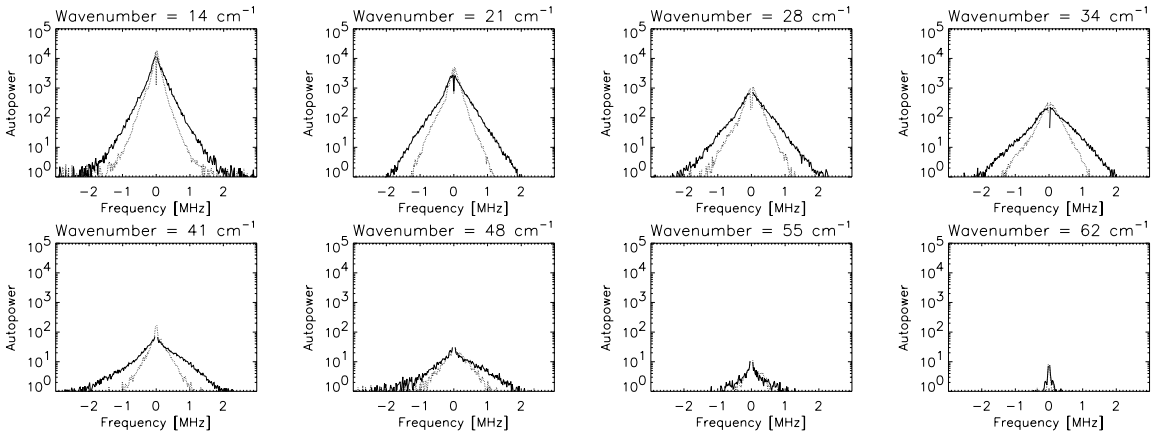 Wavenumber = 14 cm⁻¹
Wavenumber = 21 cm⁻¹
Wavenumber = 28 cm⁻¹
Wavenumber = 34 cm⁻¹
Autopower
10⁵
10⁴
10³
10²
10¹
10⁰
-2 -1 0 1 2
Frequency [MHz]
Autopower
10⁵
10⁴
10³
10²
10¹
10⁰
-2 -1 0 1 2
Frequency [MHz]
Autopower
10⁵
10⁴
10³
10²
10¹
10⁰
-2 -1 0 1 2
Frequency [MHz]
Autopower
10⁵
10⁴
10³
10²
10¹
10⁰
-2 -1 0 1 2
Frequency [MHz]
Wavenumber = 41 cm⁻¹
Wavenumber = 48 cm⁻¹
Wavenumber = 55 cm⁻¹
Wavenumber = 62 cm⁻¹
Autopower
10⁵
10⁴
10³
10²
10¹
10⁰
-2 -1 0 1 2
Frequency [MHz]
Autopower
10⁵
10⁴
10³
10²
10¹
10⁰
-2 -1 0 1 2
Frequency [MHz]
Autopower
10⁵
10⁴
10³
10²
10¹
10⁰
-2 -1 0 1 2
Frequency [MHz]
Autopower
10⁵
10⁴
10³
10²
10¹
10⁰
-2 -1 0 1 2
Frequency [MHz]